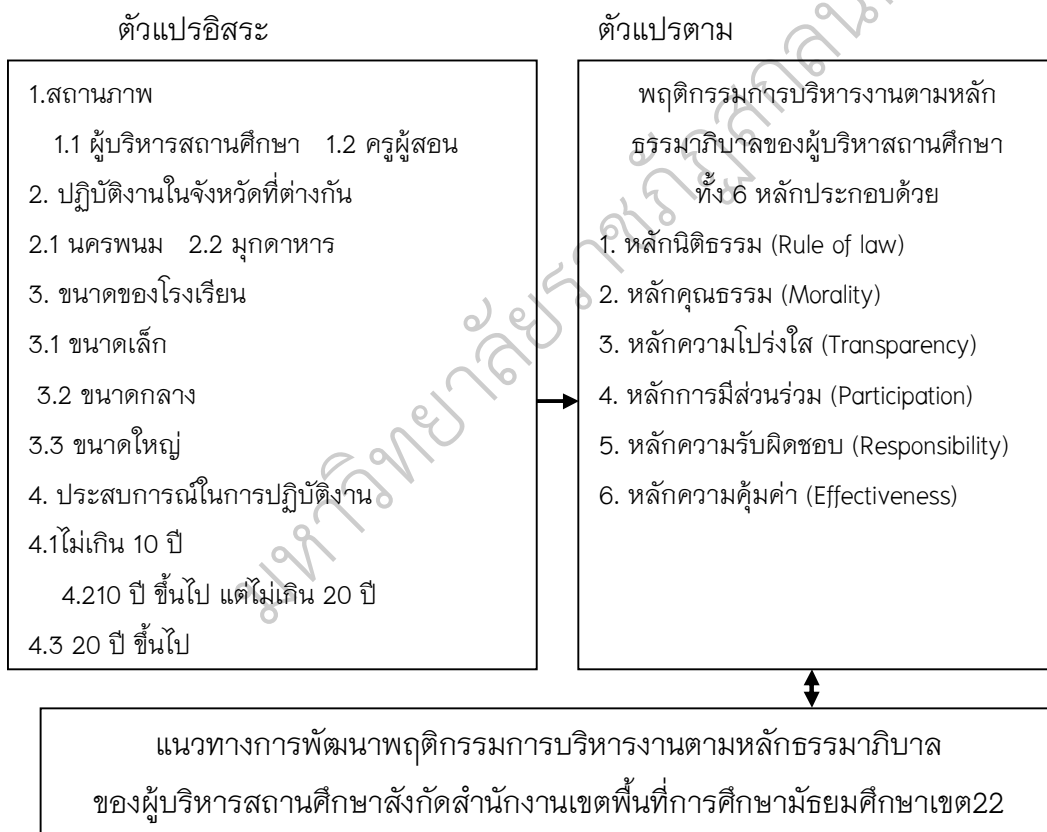 ตัวแปรอิสระ
1.สถานภาพ
1.1 ผู้บริหารสถานศึกษา 1.2 ครูผู้สอน
2. ปฏิบัติงานในจังหวัดที่ต่างกัน
2.1 นครพนม 2.2 มุกดาหาร
3. ขนาดของโรงเรียน
3.1 ขนาดเล็ก
3.2 ขนาดกลาง
3.3 ขนาดใหญ่
4. ประสบการณ์ในการปฏิบัติงาน
4.1ไม่เกิน 10 ปี
4.210 ปี ขึ้นไป แต่ไม่เกิน 20 ปี
4.3 20 ปี ขึ้นไป
ตัวแปรตาม
พฤติกรรมการบริหารงานตามหลัก
ธรรมาภิบาลของผู้บริหาสถานศึกษา
ทั้ง 6 หลักประกอบด้วย
1. หลักนิติธรรม (Rule of law)
2. หลักคุณธรรม (Morality)
3. หลักความโปร่งใส (Transparency)
4. หลักการมีส่วนร่วม (Participation)
5. หลักความรับผิดชอบ (Responsibility)
6. หลักความคุ้มค่า (Effectiveness)
แนวทางการพัฒนาพฤติกรรมการบริหารงานตามหลักธรรมาภิบาล
ของผู้บริหารสถานศึกษาสังกัดสำนักงานเขตพื้นที่การศึกษามัธยมศึกษาเขต22
มหาวิทยาลัยราชภัฏสกลน